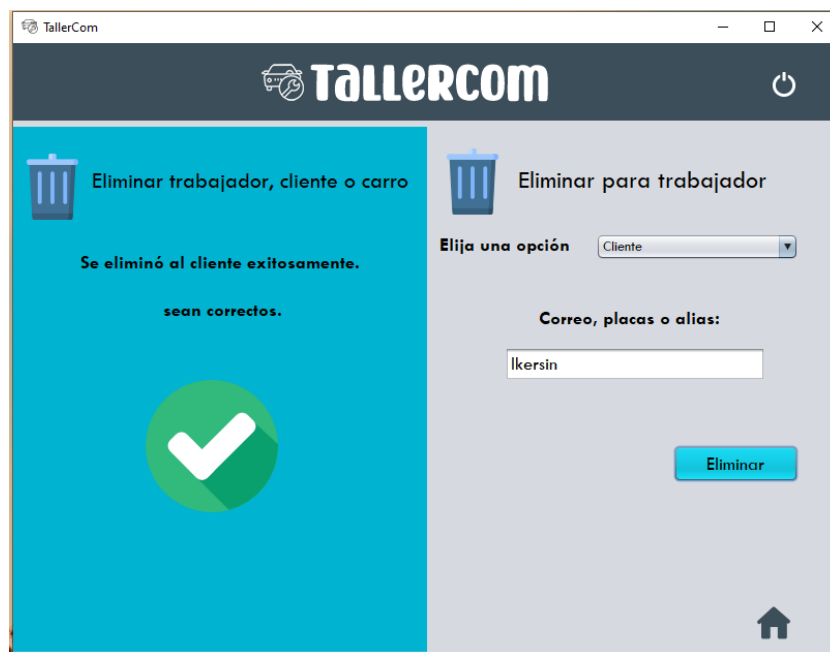 TallerCom
TALLERCOM
Eliminar trabajador, cliente o carro
Se eliminó al cliente exitosamente.
sean correctos.
Eliminar para trabajador
Elija una opción
Cliente
Correo, placas o alias:
Ikersin
Eliminar